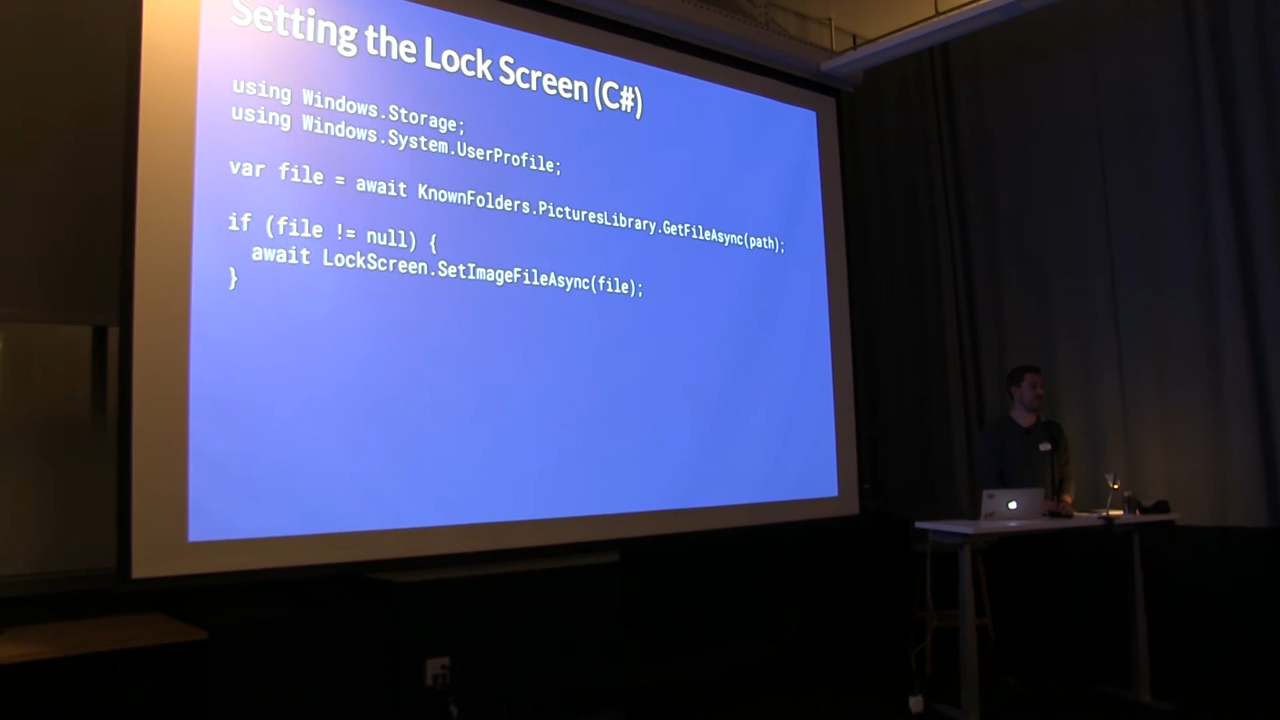 Setting the Lock Screen (C#)
using Windows.Storage;
using Windows.System.UserProfile;
var file = await KnownFolders.PicturesLibrary.GetFileAsync(path);
if (file != null) {
await LockScreen.SetImageFileAsync(file);
}